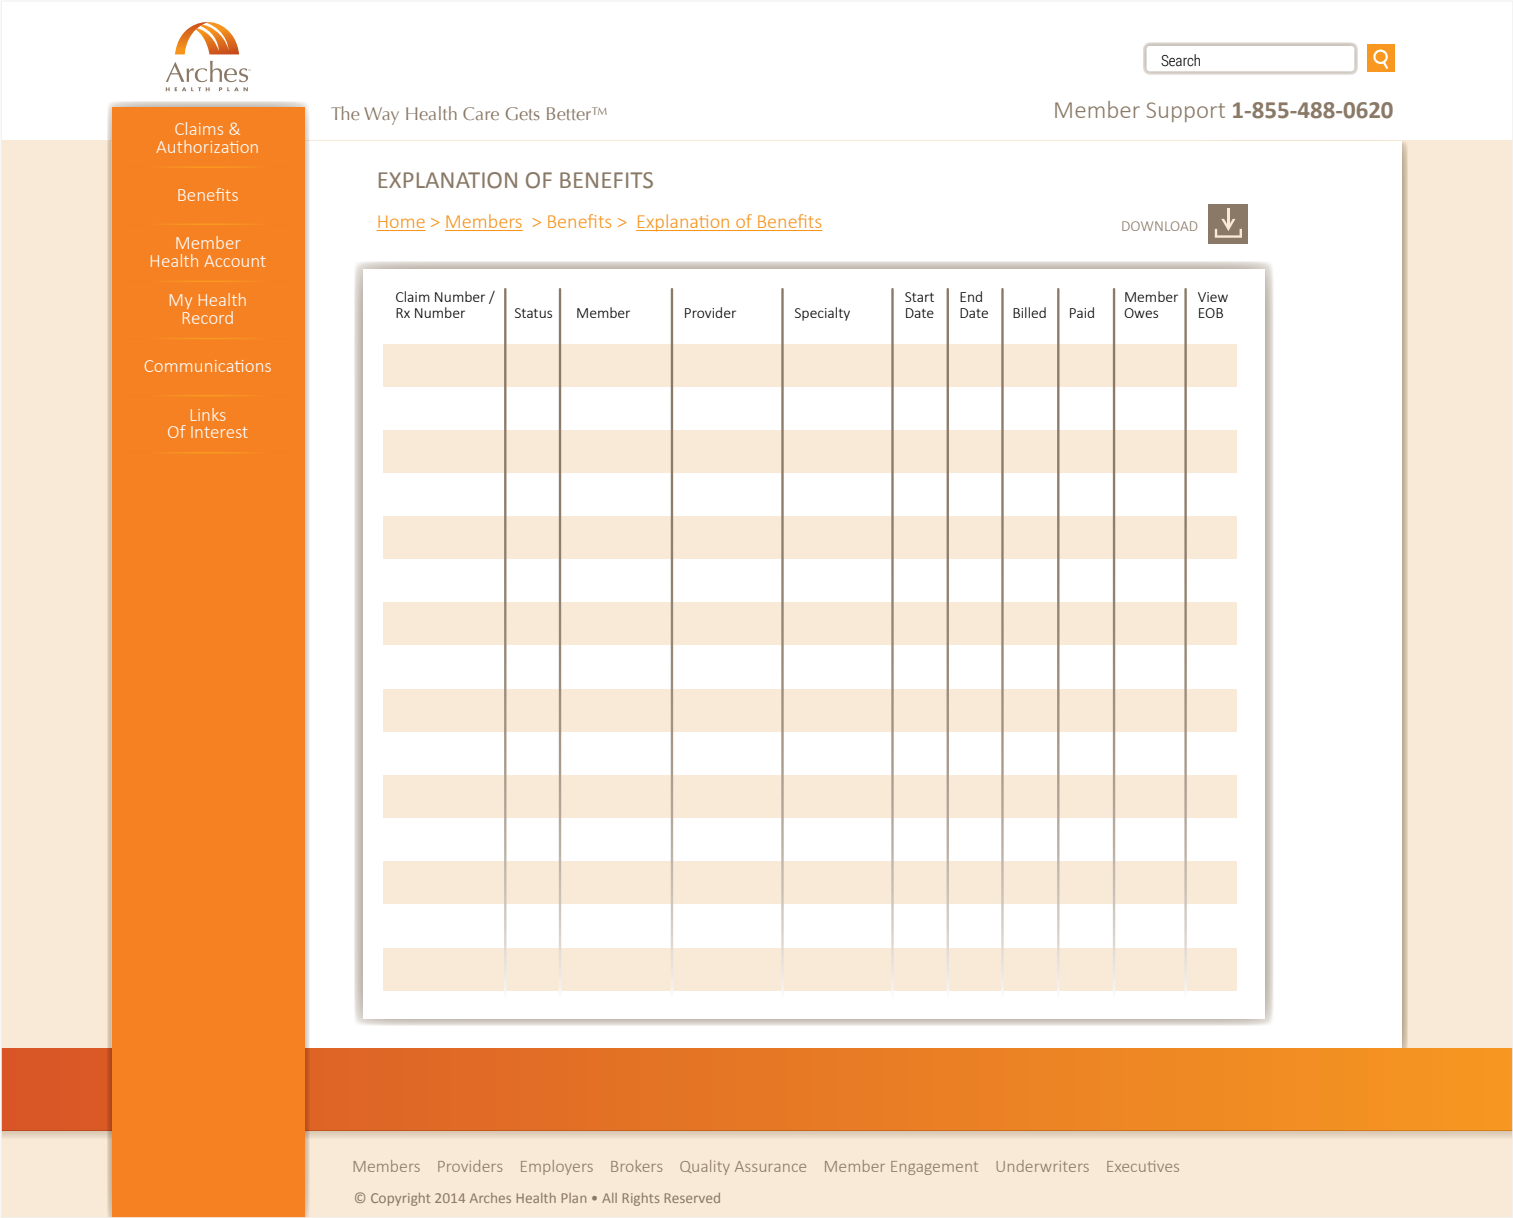 Arches
HEALTH PLAN
Search
The Way Health Care Gets Better™
Member Support 1-855-488-0620
Claims &
Authorization
Benefits
Member
Health Account
My Health
Record
Communications
Links
Of Interest
EXPLANATION OF BENEFITS
Home > Members > Benefits > Explanation of Benefits
DOWNLOAD
Claim Number /
Rx Number
Status
Member
Provider
Specialty
Start
Date
End
Date
Billed
Paid
Member
Owes
View
EOB
Members Providers Employers Brokers Quality Assurance Member Engagement Underwriters Executives
© Copyright 2014 Arches Health Plan • All Rights Reserved